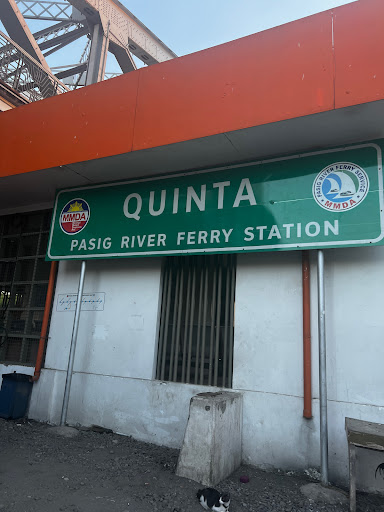 QUINTA
PASIG RIVER FERRY STATION
MMDA
PASIG RIVER FERRY SERVICE
MMDA